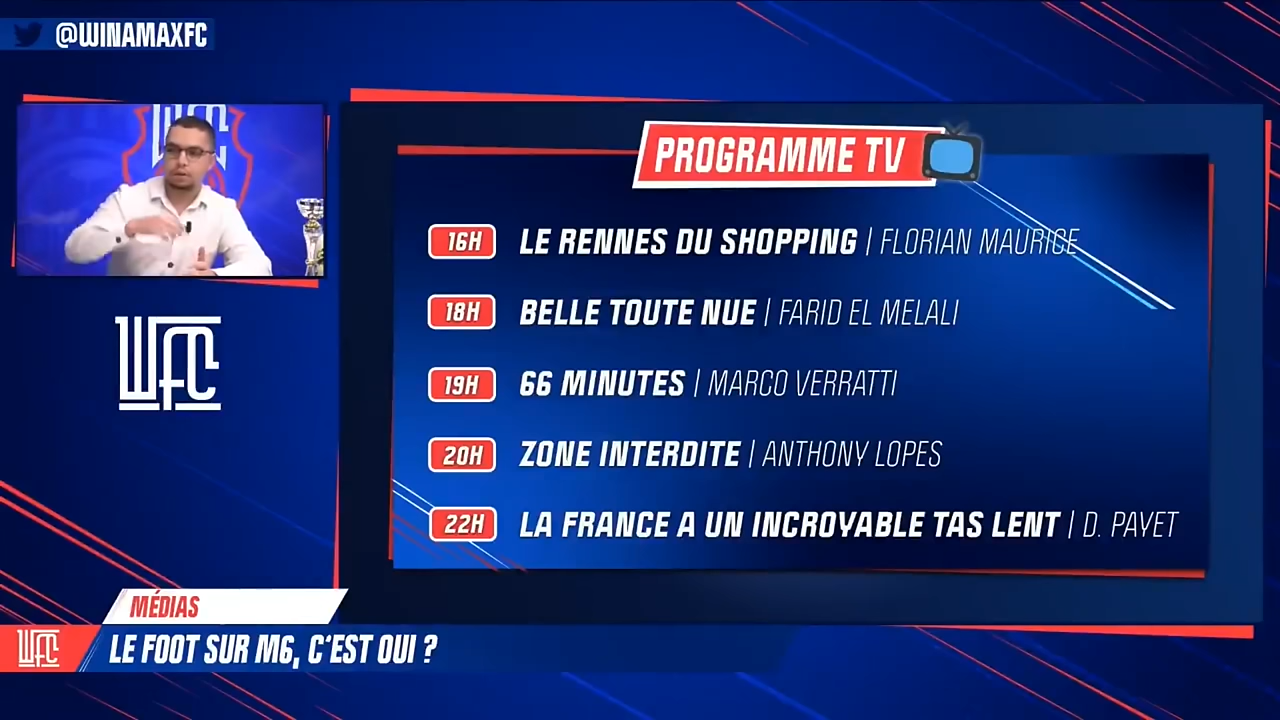 @WINAMAXFC
WFC
PROGRAMME TV
16H LE RENNES DU SHOPPING | FLORIAN MAURICE
18H BELLE TOUTE NUE | FARID EL MELALI
19H 66 MINUTES | MARCO VERRATTI
20H ZONE INTERDITE | ANTHONY LOPES
22H LA FRANCE A UN INCROYABLE TAS LENT | D. PAYET
WFC
MÉDIAS
WFC
LE FOOT SUR M6, C'EST OUI ?